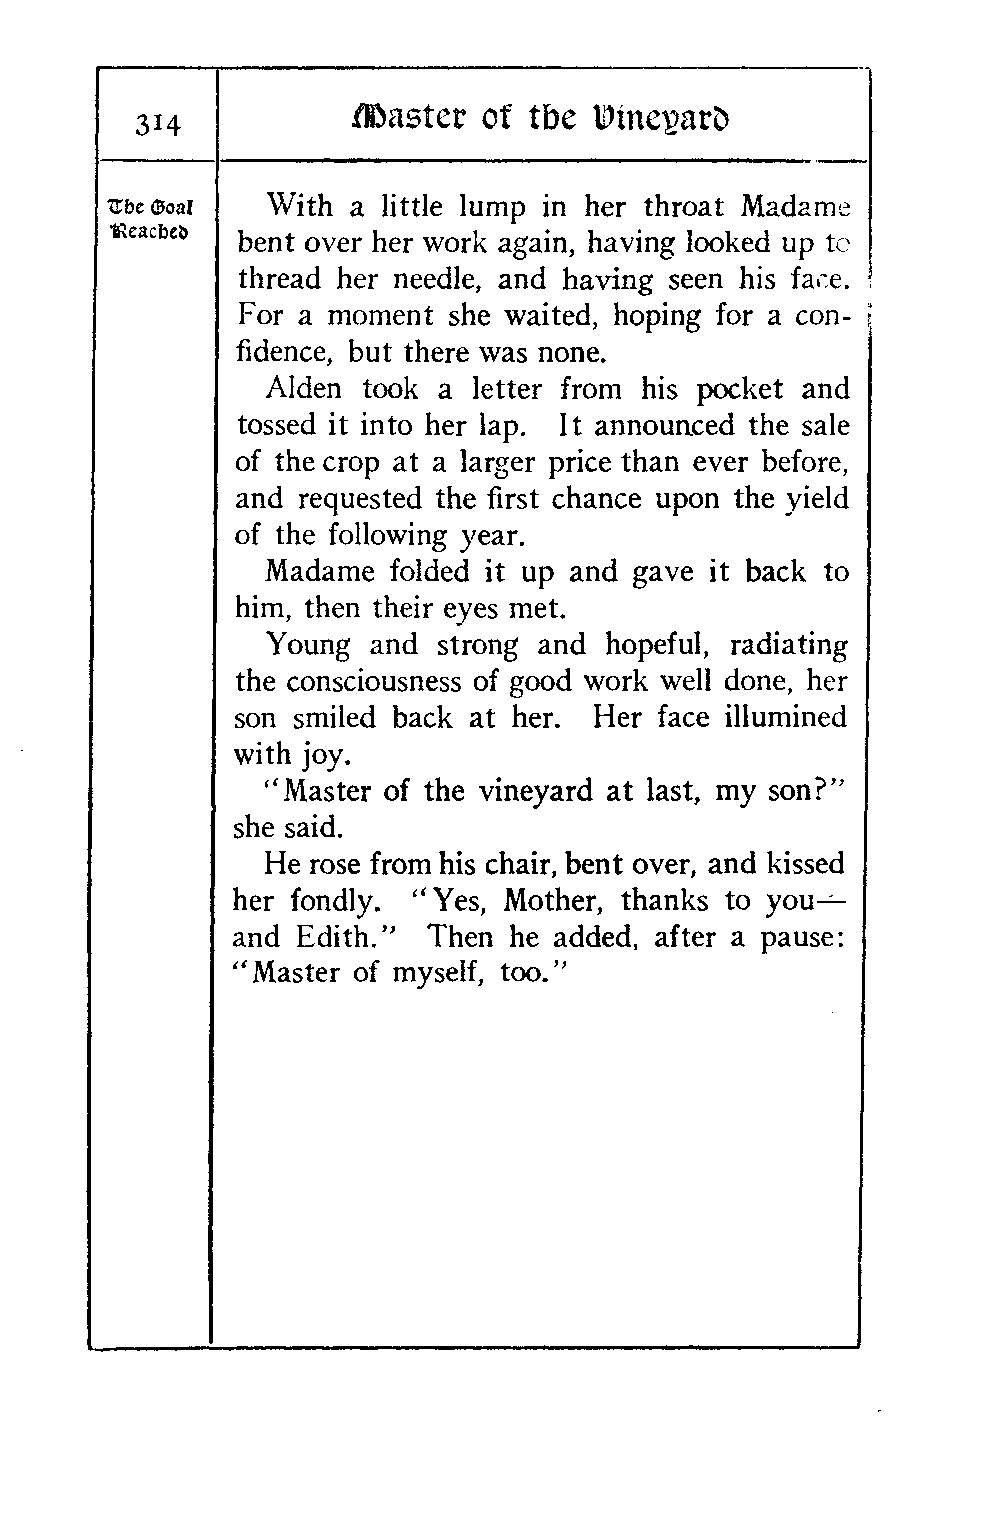 314
Master of the Vineyard
The Goal
Reached
With a little lump in her throat Madame
bent over her work again, having looked up to
thread her needle, and having seen his face.
For a moment she waited, hoping for a con-
fidence, but there was none.
Alden took a letter from his pocket and
tossed it into her lap. It announced the sale
of the crop at a larger price than ever before,
and requested the first chance upon the yield
of the following year.
Madame folded it up and gave it back to
him, then their eyes met.
Young and strong and hopeful, radiating
the consciousness of good work well done, her
son smiled back at her. Her face illumined
with joy.
"Master of the vineyard at last, my son?"
she said.
He rose from his chair, bent over, and kissed
her fondly. "Yes, Mother, thanks to you—
and Edith." Then he added, after a pause:
"Master of myself, too."